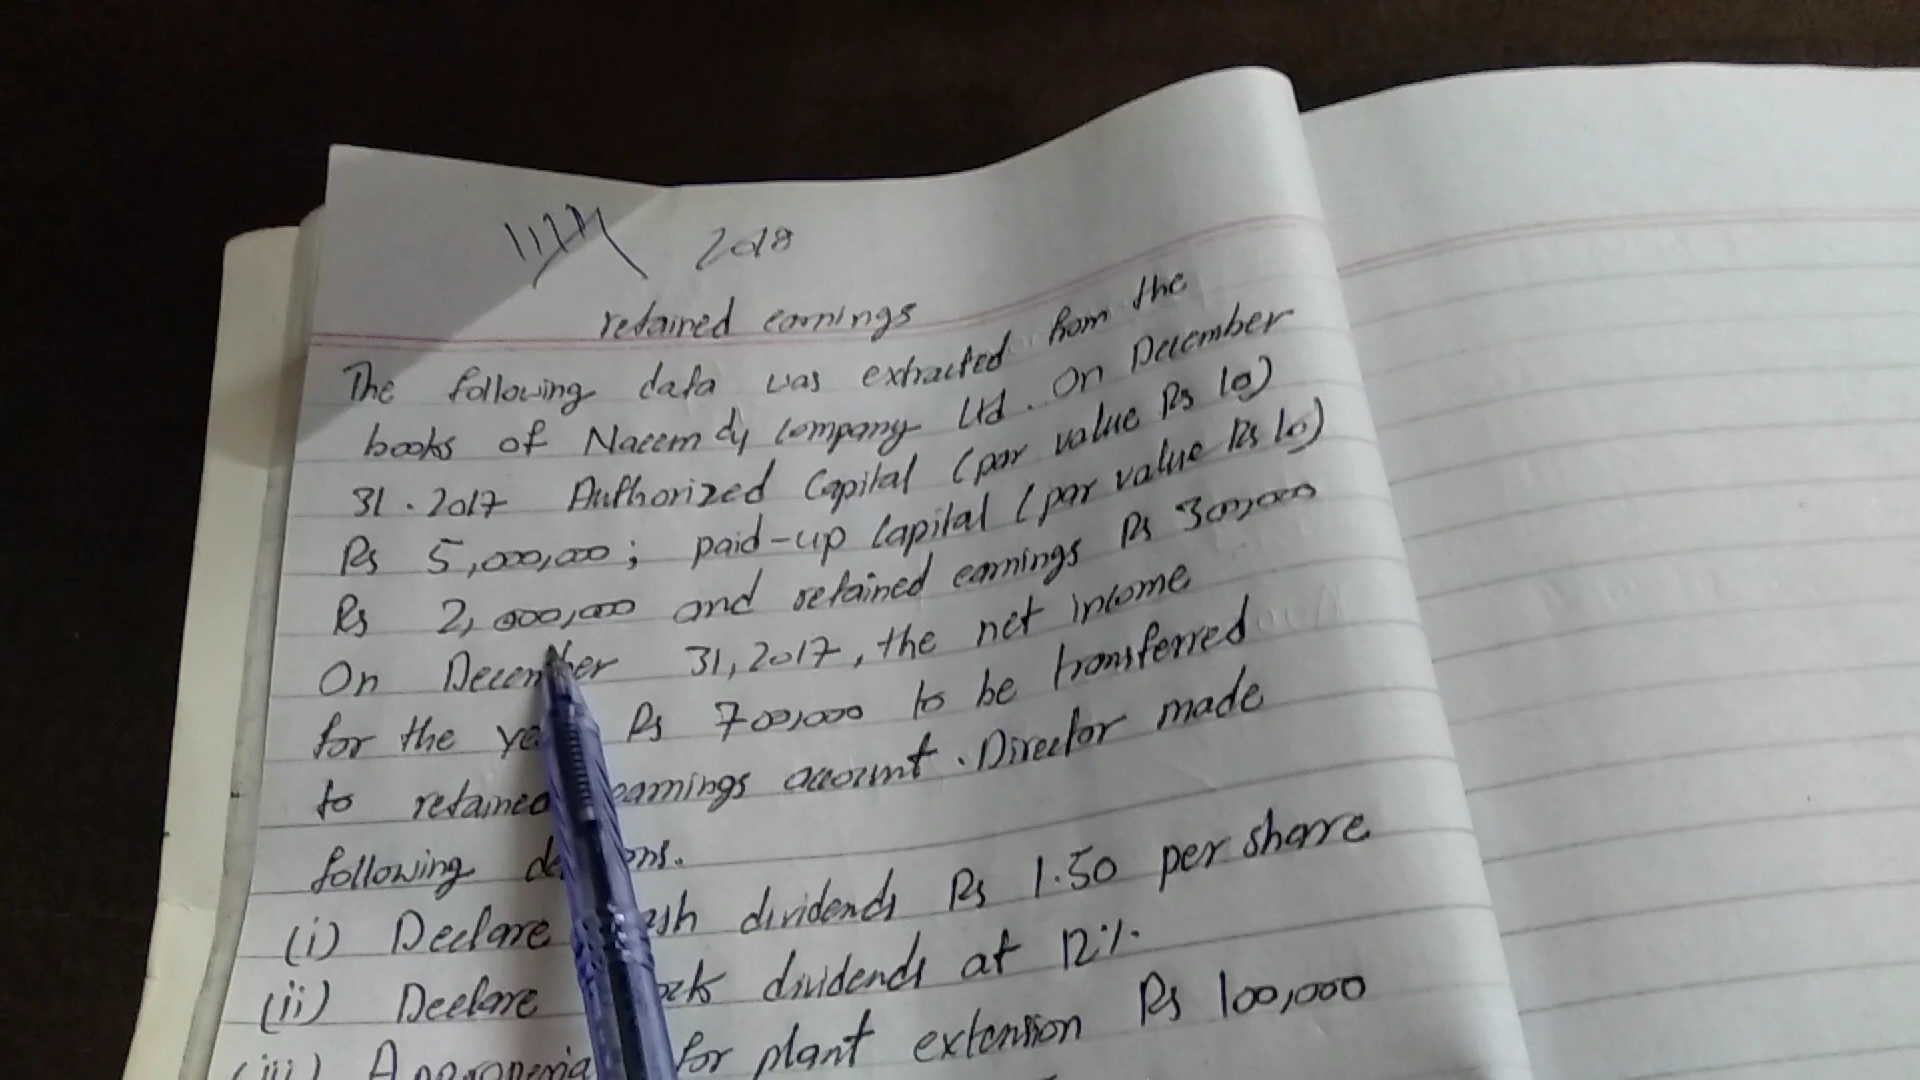 2018
retained earnings
The following data was extracted from the
books of Naeem dy company Ltd. On December
31.2017 Authorized Capital (par value Rs 10)
Rs 5,000,000; paid-up capital (par value Rs 10)
Rs 2,000,000 and retained earnings Rs 300,000
On December 31, 2017, the net income
for the Rs 700,000 to be transferred
to retained earnings account. Director made
following
(i) Declare dividends Rs 1.50 per share
(ii) Declare dividends at 12%.
(iii) for plant extension Rs 100,000